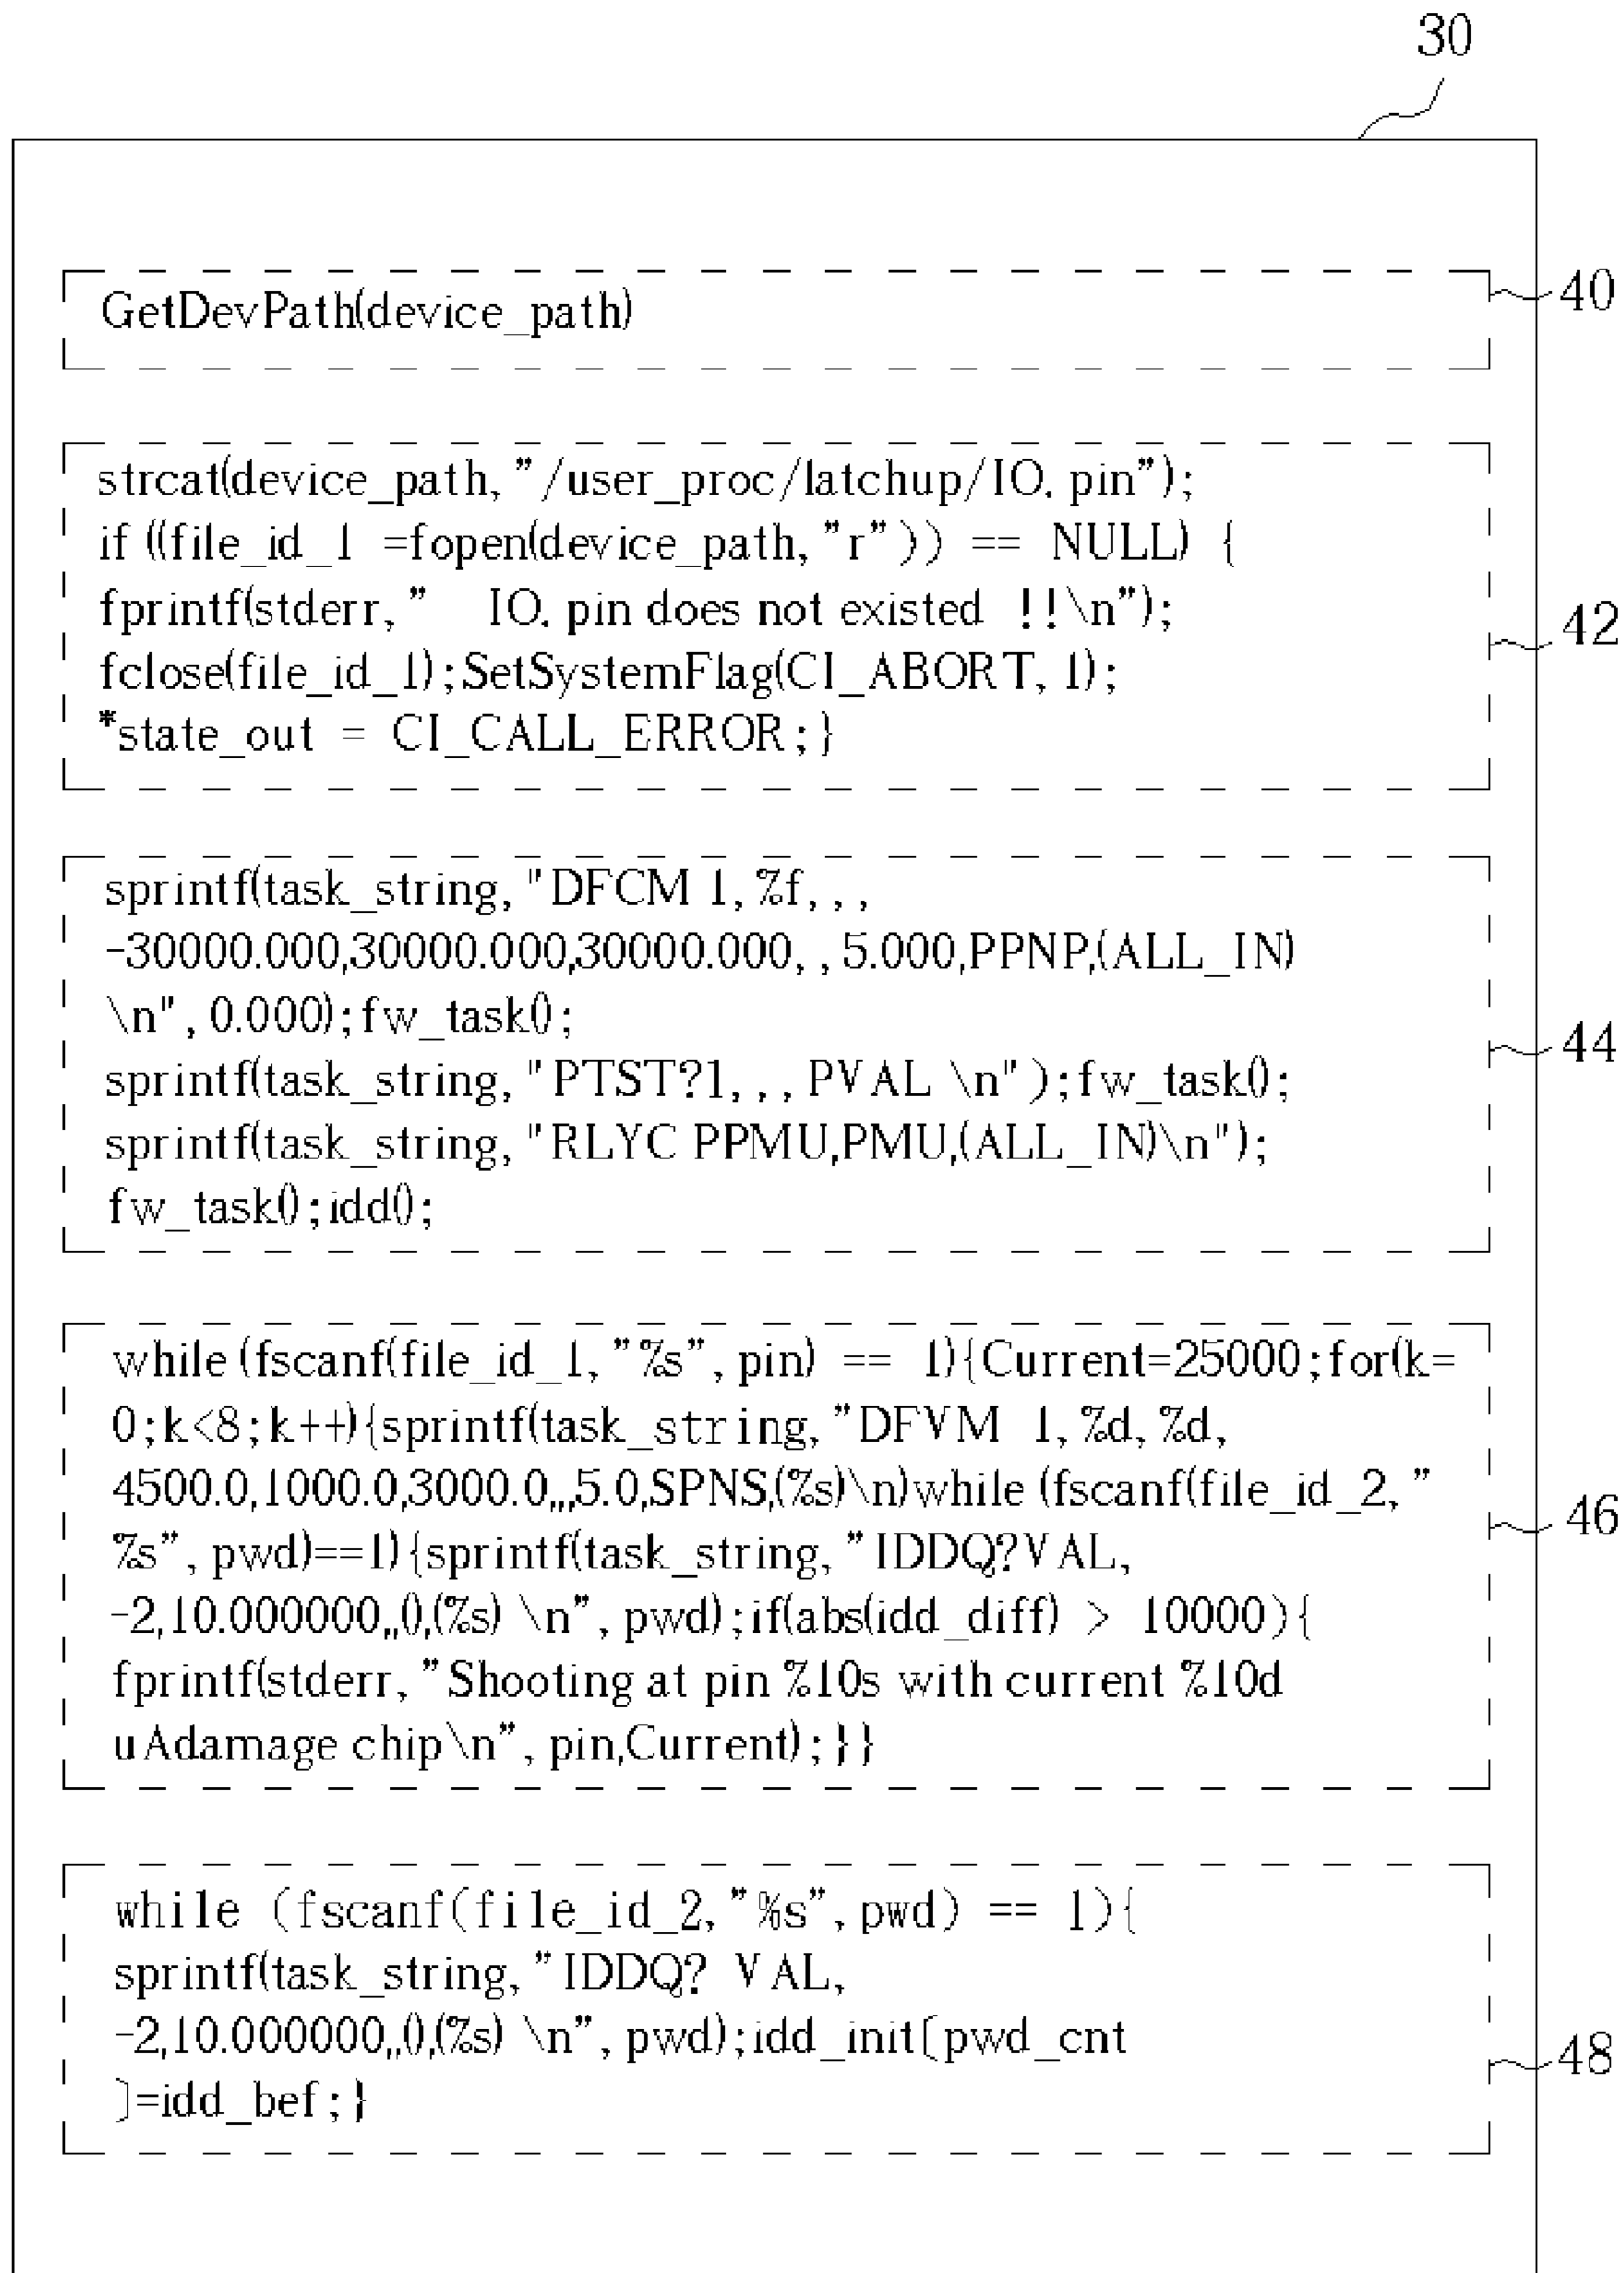 30
GetDevPath(device_path)
40
strcat(device_path,"/user_proc/latchup/IO.pin");
if ((file_id_1 =fopen(device_path,"r")) == NULL) {
fprintf(stderr,"   IO.pin does not existed !!\n");
fclose(file_id_1);SetSystemFlag(CI_ABORT, 1);
*state_out = CI_CALL_ERROR;}
42
sprintf(task_string,"DFCM 1,%f,,,
-30000.000,30000.000,30000.000,,5.000,PPNP,(ALL_IN)
\n", 0.000);fw_task();
sprintf(task_string,"PTST?1,,,PVAL \n");fw_task();
sprintf(task_string,"RLYC PPMU,PMU,(ALL_IN)\n");
fw_task();idd();
44
while (fscanf(file_id_1,"%s", pin) == 1){Current=25000;for(k=
0;k<8;k++){sprintf(task_string,"DFVM 1,%d,%d,
4500.0,1000.0,3000.0,,,5.0,SPNS,(%s)\n)while (fscanf(file_id_2,"
%s", pwd)==1){sprintf(task_string,"IDDQ?VAL,
-2,10.000000,,(),(%s) \n", pwd);if(abs(idd_diff) > 10000){
fprintf(stderr,"Shooting at pin %10s with current %10d
uAdamage chip\n", pin,Current);}}
46
while (fscanf(file_id_2,"%s",pwd) == 1){
sprintf(task_string,"IDDQ? VAL,
-2,10.000000,,(),(%s) \n", pwd);idd_init[pwd_cnt
]=idd_bef;}
48